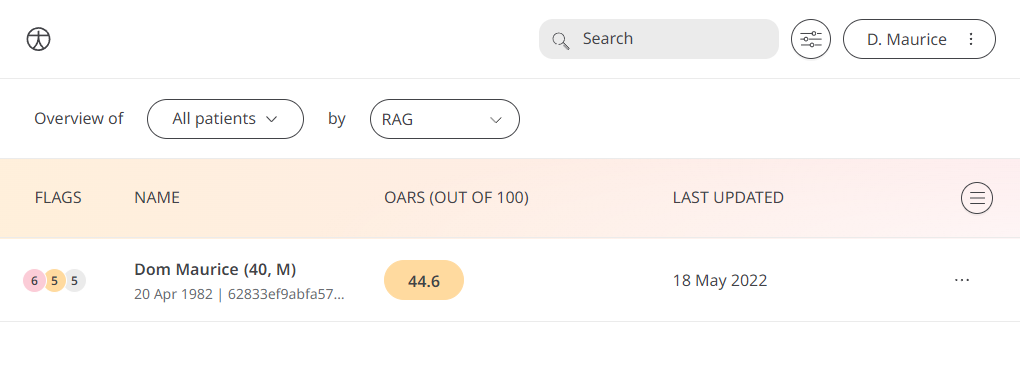 Search
D. Maurice
Overview of All patients by RAG
FLAGS NAME OARS (OUT OF 100) LAST UPDATED
6 5 5 Dom Maurice (40, M) 44.6 18 May 2022
20 Apr 1982 | 62833ef9abfa57...